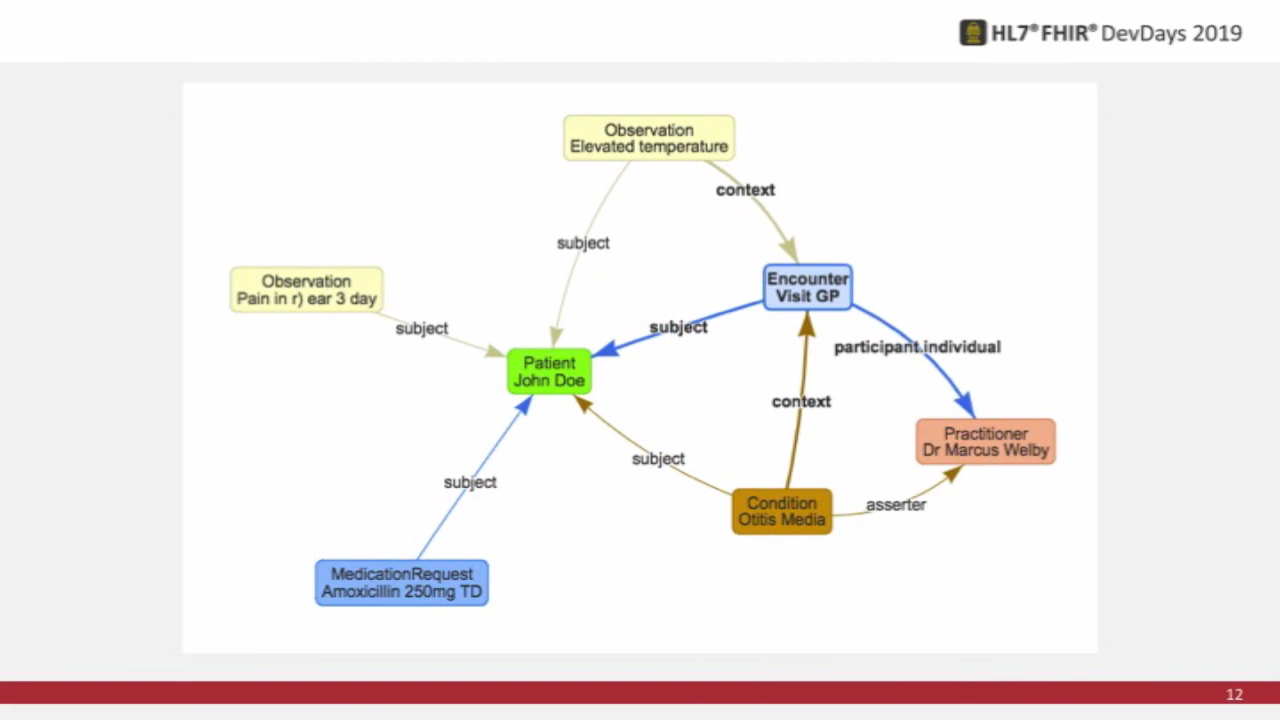 HL7® FHIR® DevDays 2019
Observation
Elevated temperature
context
subject
Observation
Pain in r) ear 3 day
subject
Encounter
Visit GP
subject
participant.individual
Patient
John Doe
context
subject
Practitioner
Dr Marcus Welby
subject
Condition
Otitis Media
asserter
MedicationRequest
Amoxicillin 250mg TD
12